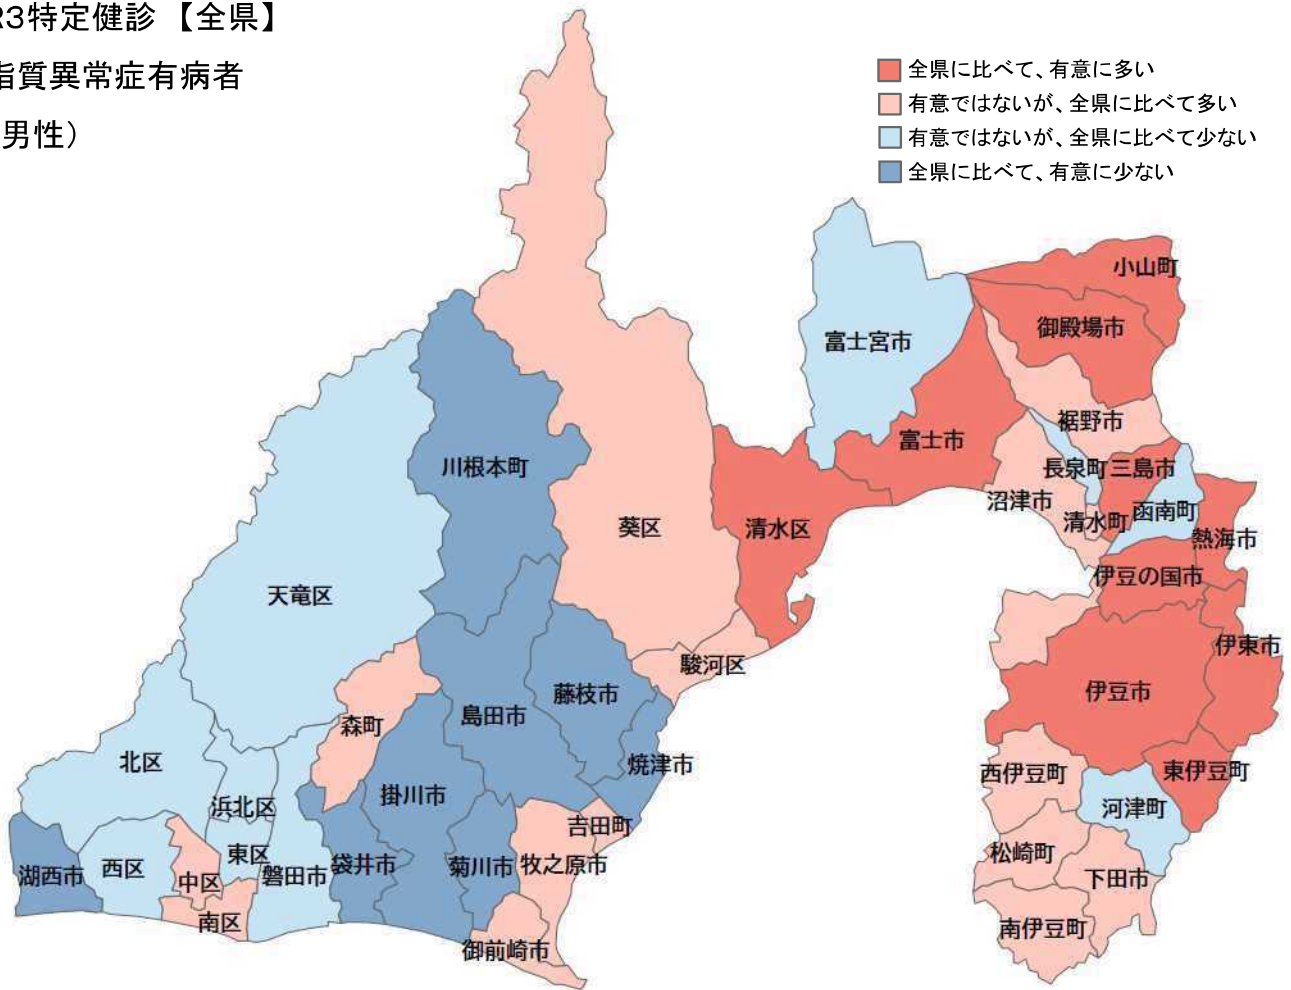 R3特定健診 【全県】
脂質異常症有病者
男性）
全県に比べて、有意に多い
有意ではないが、全県に比べて多い
有意ではないが、全県に比べて少ない
全県に比べて、有意に少ない
小山町
御殿場市
富士宮市
裾野市
富士市
長泉町
三島市
川根本町
沼津市
函南町
清水町
葵区
清水区
熱海市
伊豆の国市
天竜区
伊東市
駿河区
伊豆市
藤枝市
島田市
森町
北区
焼津市
西伊豆町
東伊豆町
掛川市
浜北区
河津町
吉田町
東区
松崎町
湖西市
西区
中区
磐田市
袋井市
菊川市
牧之原市
下田市
南区
南伊豆町
御前崎市